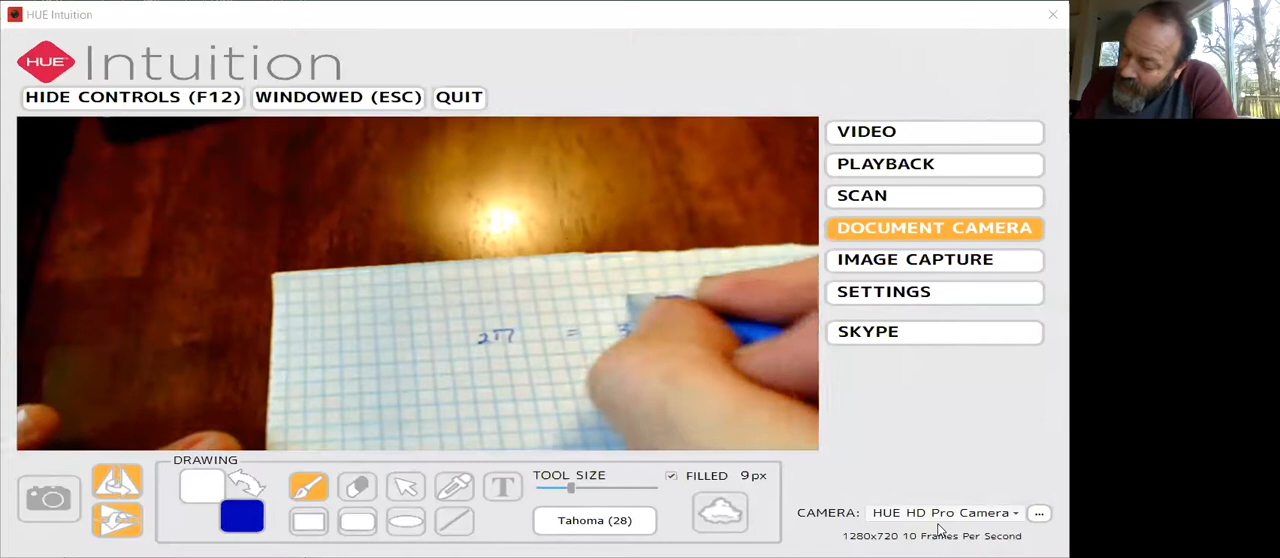 HUE Intuition
HUE Intuition
HIDE CONTROLS (F12) WINDOWED (ESC) QUIT
VIDEO
PLAYBACK
SCAN
DOCUMENT CAMERA
IMAGE CAPTURE
SETTINGS
SKYPE
2π = 3
DRAWING
TOOL SIZE
FILLED 9px
T
Tahoma (28)
CAMERA: HUE HD Pro Camera ...
1280x720 10 Frames Per Second